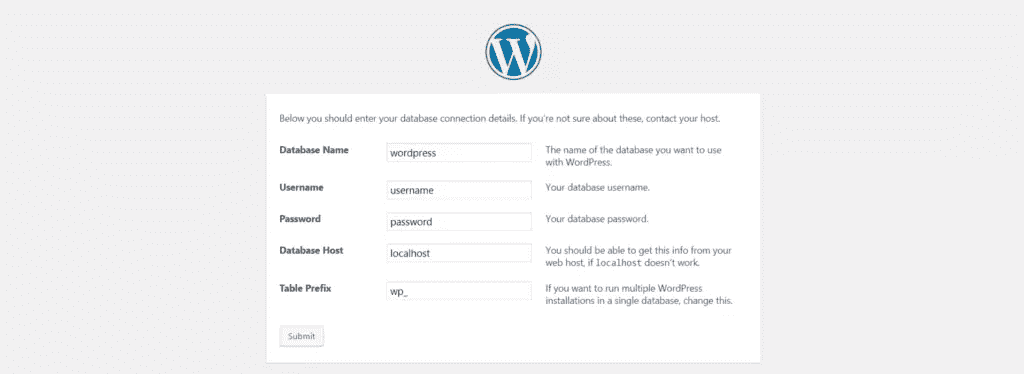 Below you should enter your database connection details. If you're not sure about these, contact your host.
Database Name
wordpress
The name of the database you want to use
with WordPress.
Username
username
Your database username.
Password
password
Your database password.
Database Host
localhost
You should be able to get this info from your
web host, if localhost doesn't work.
Table Prefix
wp_
If you want to run multiple WordPress
installations in a single database, change this.
Submit